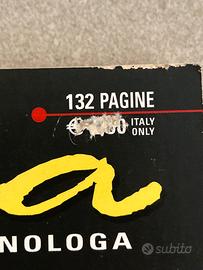 132 PAGINE
€ ITALY
ONLY
a
NOLOGA
subito